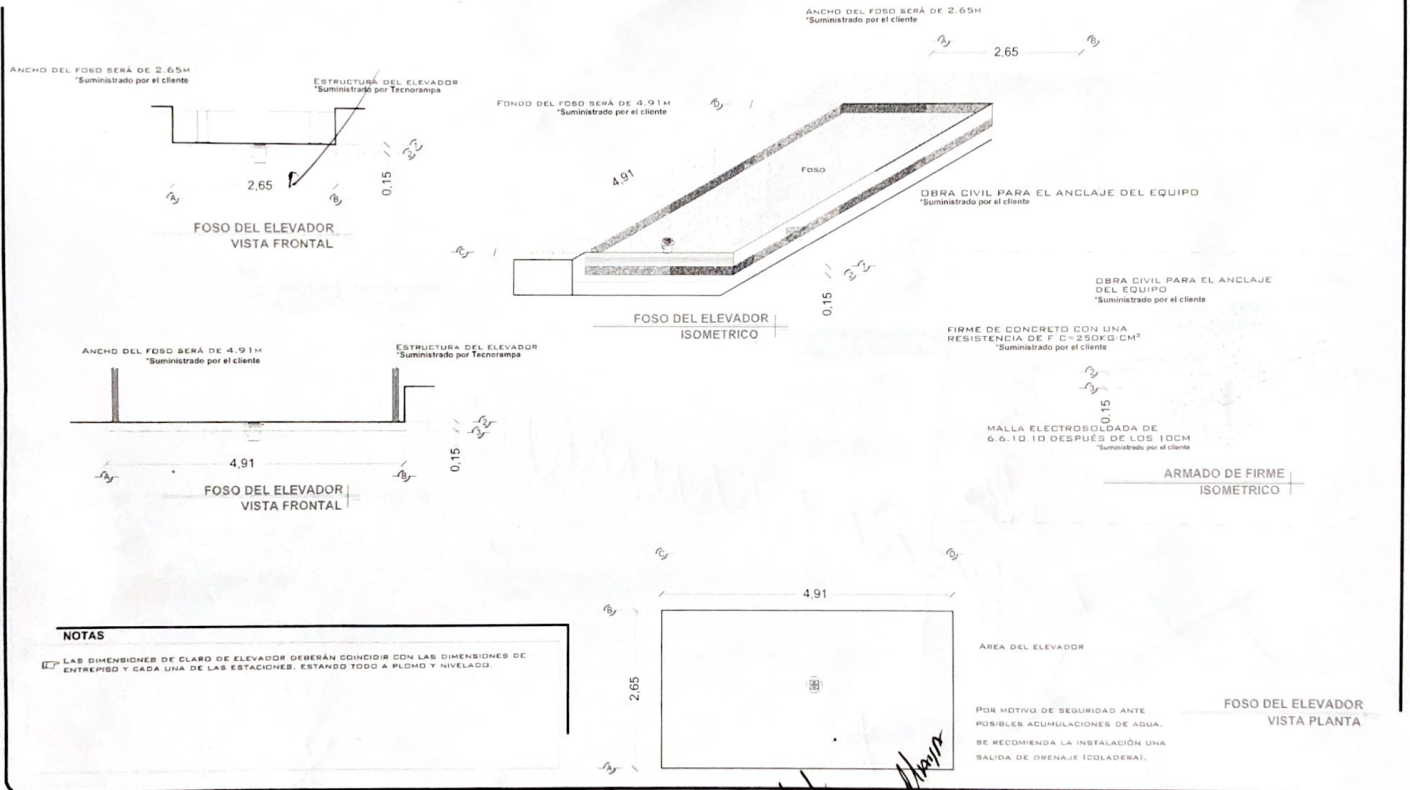 ANCHO DEL FOSO SERÁ DE 2.65M
*Suministrado por el cliente
A
B
2,65
ANCHO DEL FOSO SERÁ DE 2.65M
*Suministrado por el cliente
ESTRUCTURA DEL ELEVADOR
*Suministrado por Tecnorampa
2,65
0,15
A
B
FOSO DEL ELEVADOR
VISTA FRONTAL
FONDO DEL FOSO SERÁ DE 4.91M
*Suministrado por el cliente
D
4,91
FOSO
OBRA CIVIL PARA EL ANCLAJE DEL EQUIPO
*Suministrado por el cliente
C
0,15
FOSO DEL ELEVADOR
ISOMETRICO
OBRA CIVIL PARA EL ANCLAJE
DEL EQUIPO
*Suministrado por el cliente
FIRME DE CONCRETO CON UNA
RESISTENCIA DE F C=250KG/CM²
*Suministrado por el cliente
2
3
0.15
MALLA ELECTROSOLDADA DE
6.6.10.10 DESPUÉS DE LOS 10CM
*Suministrado por el cliente
ARMADO DE FIRME
ISOMETRICO
ANCHO DEL FOSO SERÁ DE 4.91M
*Suministrado por el cliente
ESTRUCTURA DEL ELEVADOR
*Suministrado por Tecnorampa
2
3
0,15
4,91
A
B
FOSO DEL ELEVADOR
VISTA FRONTAL
NOTAS
LAS DIMENSIONES DE CLARO DE ELEVADOR DEBERÁN COINCIDIR CON LAS DIMENSIONES DE
ENTREPISO Y CADA UNA DE LAS ESTACIONES, ESTANDO TODO A PLOMO Y NIVELADO.
C
D
4,91
B
2,65
A
AREA DEL ELEVADOR
POR MOTIVO DE SEGURIDAD ANTE
POSIBLES ACUMULACIONES DE AGUA,
SE RECOMIENDA LA INSTALACIÓN UNA
SALIDA DE DRENAJE (COLADERA).
FOSO DEL ELEVADOR
VISTA PLANTA